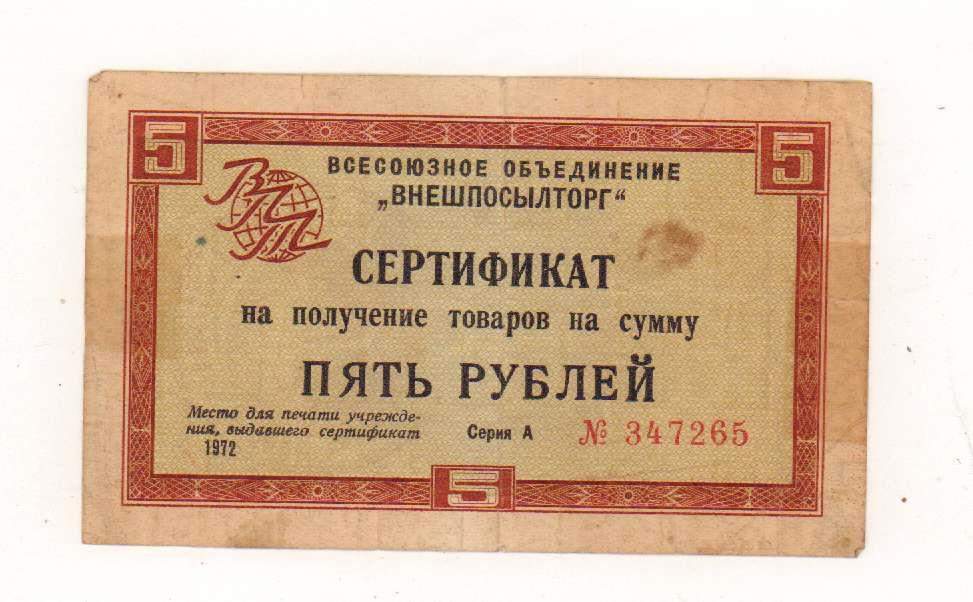 5
5
ВПТ
ВСЕСОЮЗНОЕ ОБЪЕДИНЕНИЕ
„ВНЕШПОСЫЛТОРГ“
СЕРТИФИКАТ
на получение товаров на сумму
ПЯТЬ РУБЛЕЙ
Место для печати учрежде-
ния, выдавшего сертификат
1972
Серия А
№ 347265
5